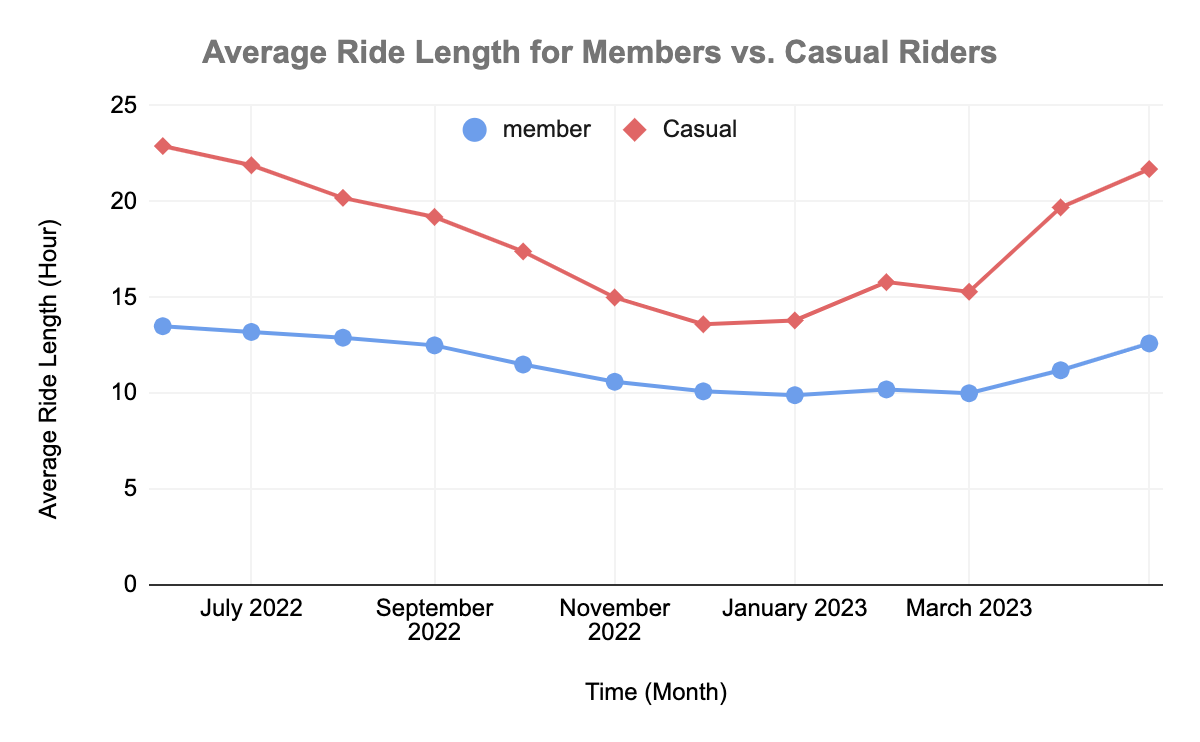 Average Ride Length for Members vs. Casual Riders
member
Casual
25
20
15
10
5
0
Average Ride Length (Hour)
July 2022
September
2022
November
2022
January 2023
March 2023
Time (Month)